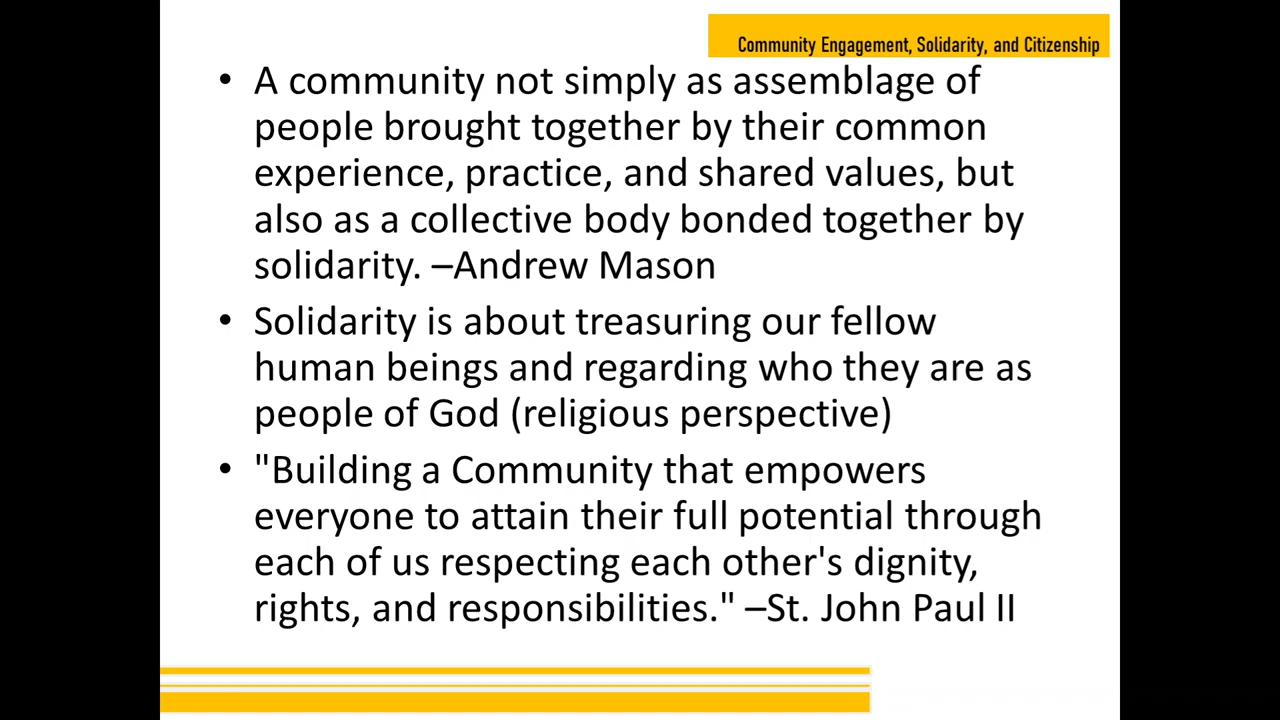 Community Engagement, Solidarity, and Citizenship
• A community not simply as assemblage of
people brought together by their common
experience, practice, and shared values, but
also as a collective body bonded together by
solidarity. –Andrew Mason
• Solidarity is about treasuring our fellow
human beings and regarding who they are as
people of God (religious perspective)
• "Building a Community that empowers
everyone to attain their full potential through
each of us respecting each other's dignity,
rights, and responsibilities." –St. John Paul II